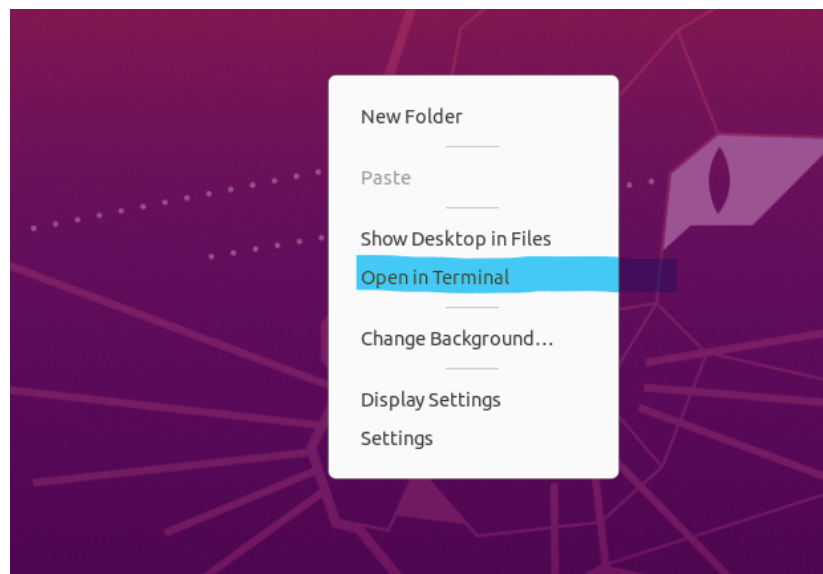 New Folder
Paste
Show Desktop in Files
Open in Terminal
Change Background…
Display Settings
Settings